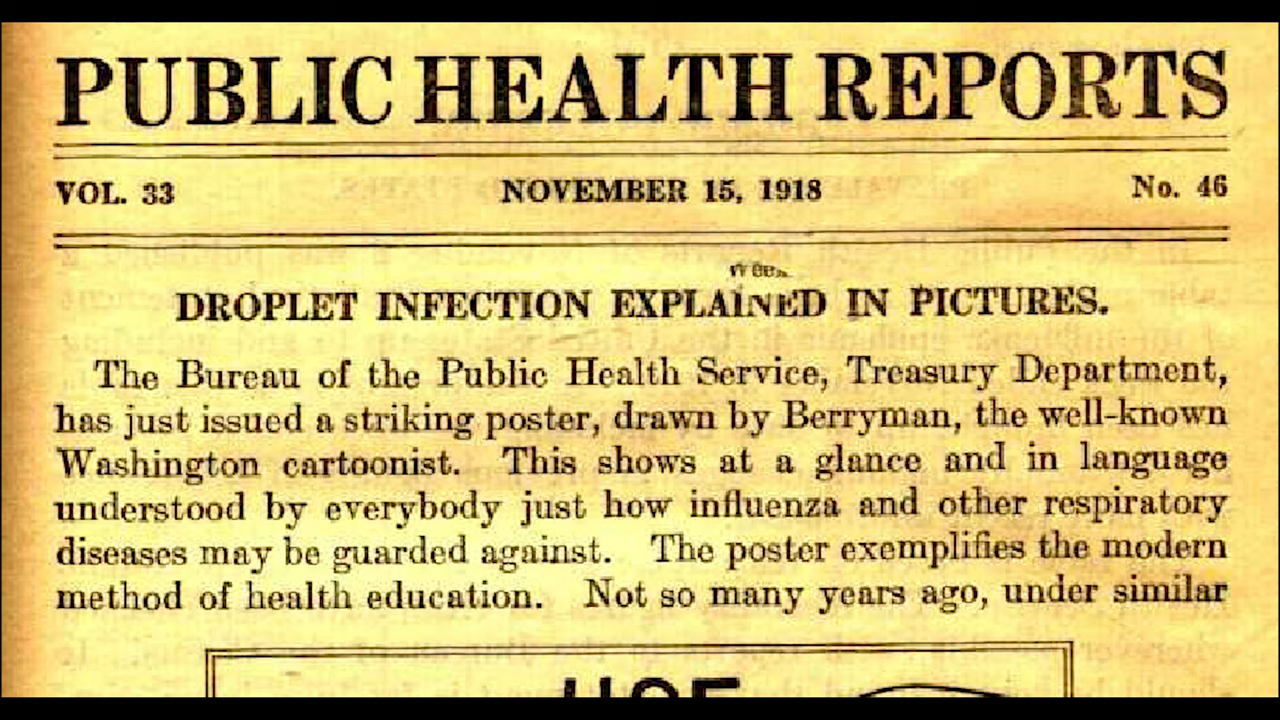 PUBLIC HEALTH REPORTS
VOL. 33 NOVEMBER 15, 1918 No. 46
DROPLET INFECTION EXPLAINED IN PICTURES.
The Bureau of the Public Health Service, Treasury Department,
has just issued a striking poster, drawn by Berryman, the well-known
Washington cartoonist. This shows at a glance and in language
understood by everybody just how influenza and other respiratory
diseases may be guarded against. The poster exemplifies the modern
method of health education. Not so many years ago, under similar